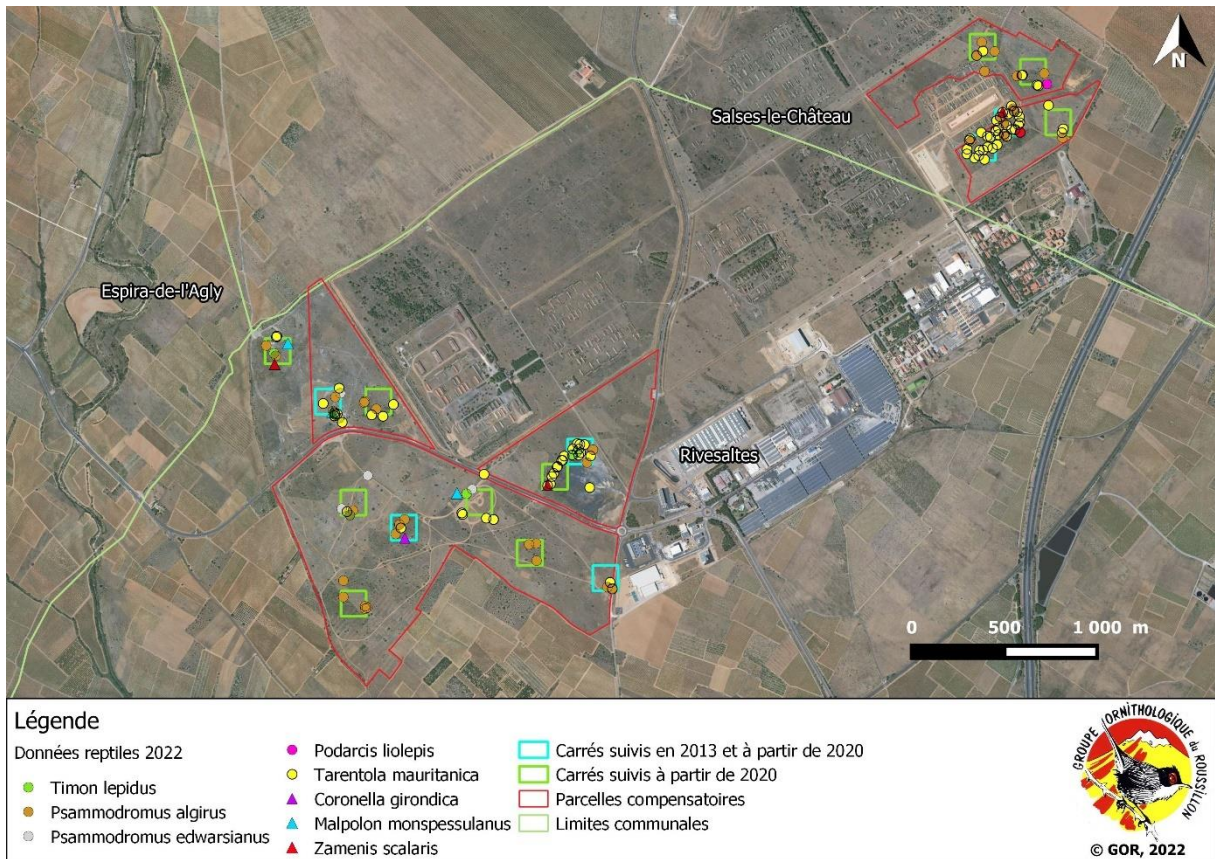 N
Salses-le-Château
Espira-de-l'Agly
Rivesaltes
0 500 1 000 m
Légende
Données reptiles 2022
Timon lepidus
Psammodromus algirus
Psammodromus edwarsianus
Podarcis liolepis
Tarentola mauritanica
Coronella girondica
Malpolon monspessulanus
Zamenis scalaris
Carrés suivis en 2013 et à partir de 2020
Carrés suivis à partir de 2020
Parcelles compensatoires
Limites communales
GROUPE ORNITHOLOGIQUE du ROUSSILLON
© GOR, 2022